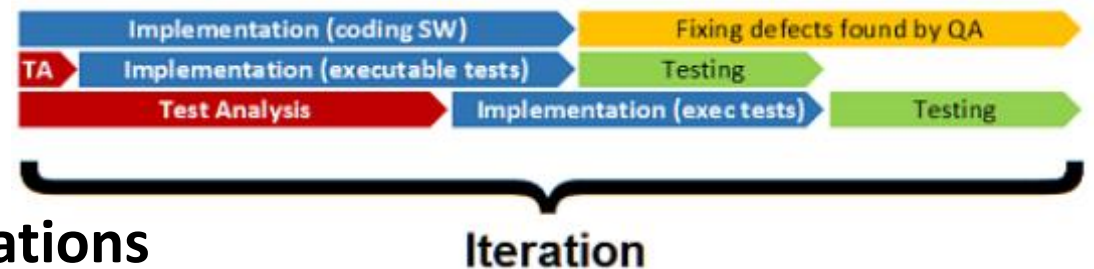 Implementation (coding SW) Fixing defects found by QA
TA Implementation (executable tests) Testing
Test Analysis Implementation (exec tests) Testing
ations Iteration